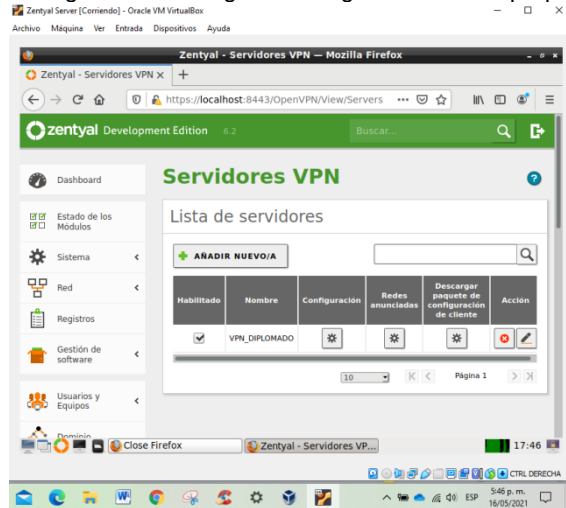 Zentyal Server [Corriendo] - Oracle VM VirtualBox
Archivo Máquina Ver Entrada Dispositivos Ayuda
Zentyal - Servidores VPN — Mozilla Firefox
Zentyal - Servidores VPN
https://localhost:8443/OpenVPN/View/Servers
zentyal Development Edition 6.2
Buscar...
Dashboard
Estado de los
Módulos
Sistema
Red
Registros
Gestión de
software
Usuarios y
Equipos
Dominio
Servidores VPN
?
Lista de servidores
AÑADIR NUEVO/A
Habilitado Nombre Configuración Redes anunciadas Descargar paquete de configuración de cliente Acción
VPN_DIPLOMADO
10 Página 1
Close Firefox Zentyal - Servidores VP... 17:46
CTRL DERECHA
ESP 5:46 p. m.
16/05/2021